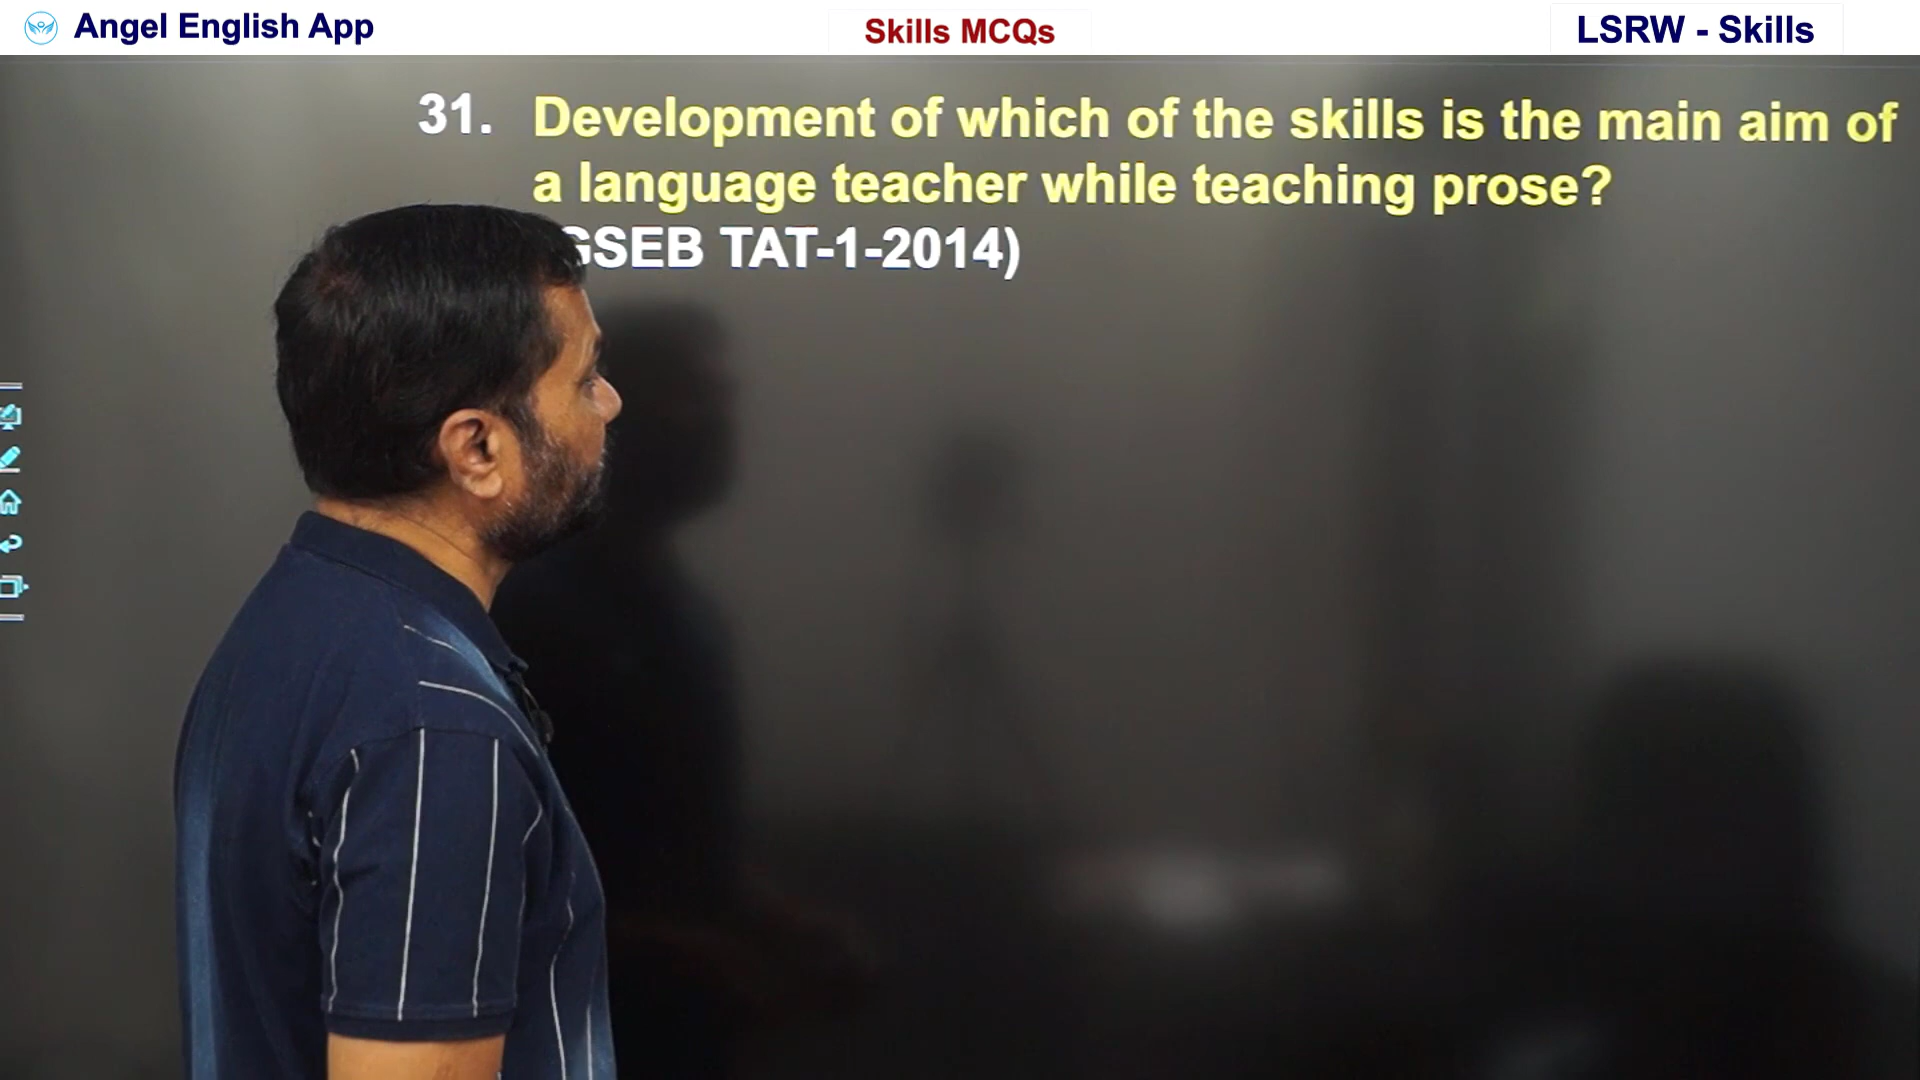 Angel English App
Skills MCQs
LSRW - Skills
31. Development of which of the skills is the main aim of
a language teacher while teaching prose?
GSEB TAT-1-2014)